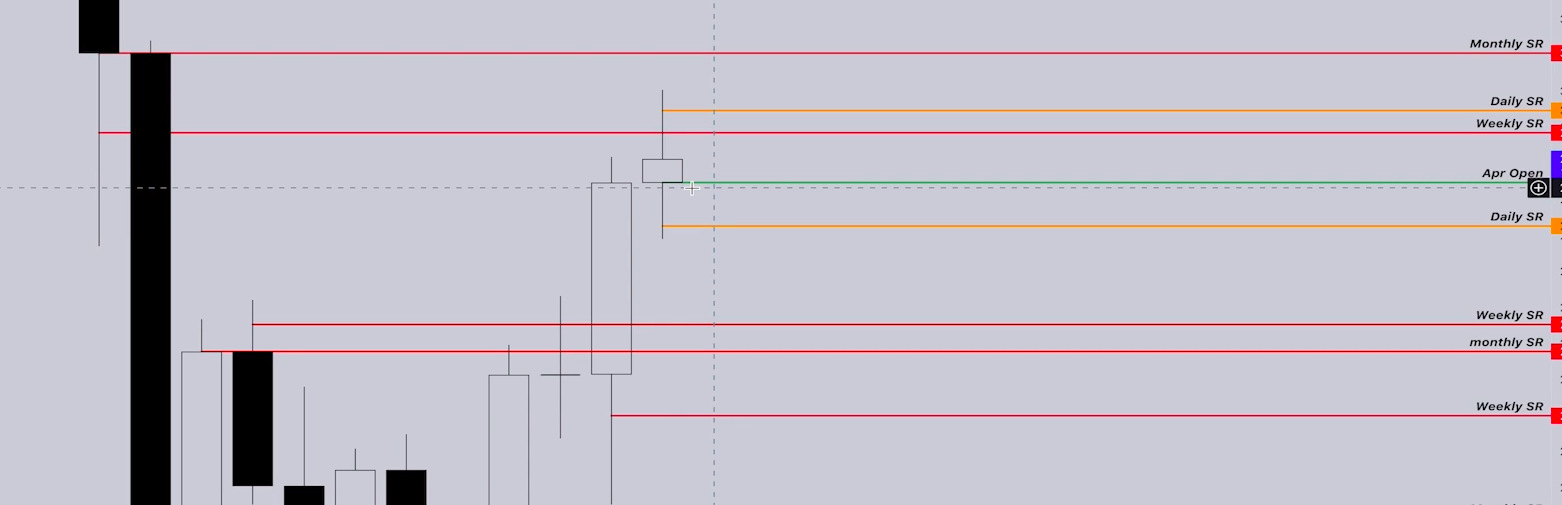 Monthly SR
Daily SR
Weekly SR
Apr Open
Daily SR
Weekly SR
monthly SR
Weekly SR